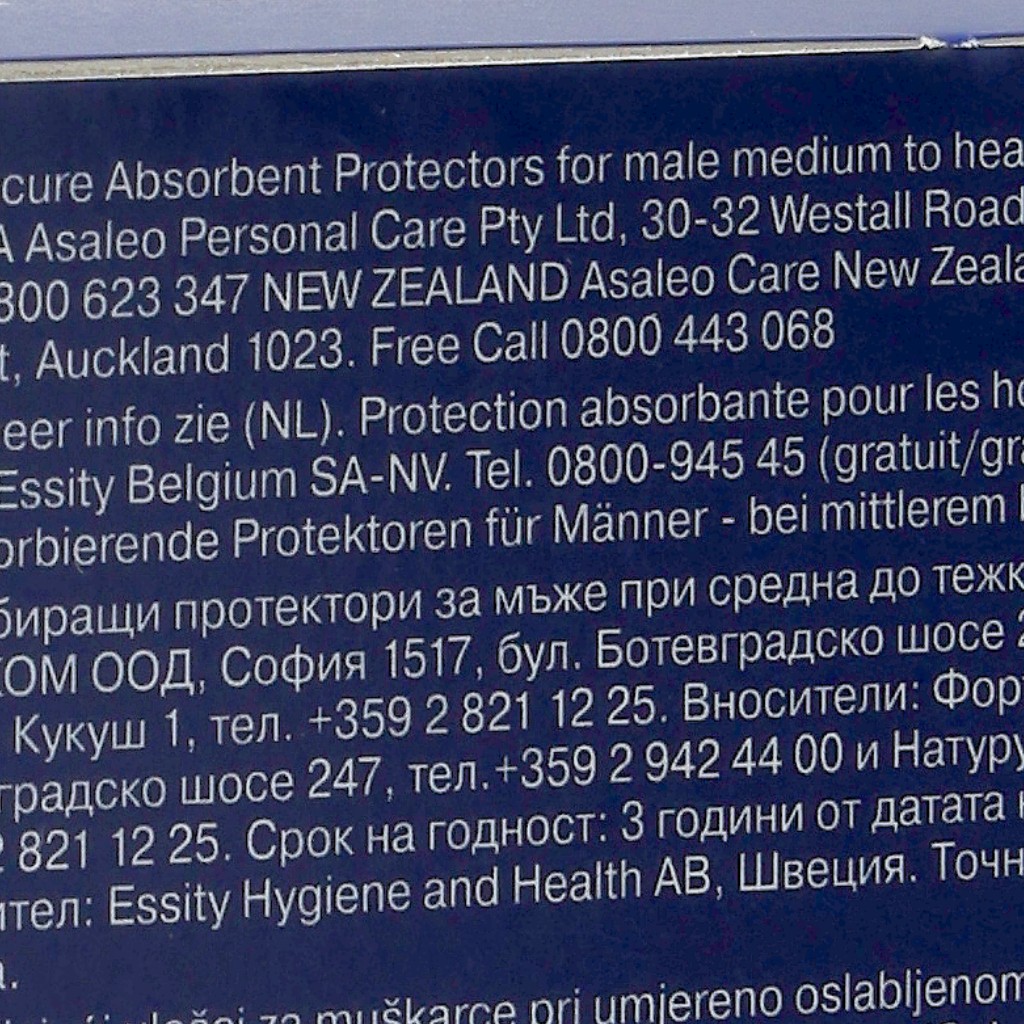 cure Absorbent Protectors for male medium to hea
A Asaleo Personal Care Pty Ltd, 30-32 Westall Road
800 623 347 NEW ZEALAND Asaleo Care New Zeala
t, Auckland 1023. Free Call 0800 443 068
eer info zie (NL). Protection absorbante pour les ho
Essity Belgium SA-NV. Tel. 0800-945 45 (gratuit/gra
orbierende Protektoren für Männer - bei mittlerem
биращи протектори за мъже при средна до тежк
КОМ ООД, София 1517, бул. Ботевградско шосе 2
Кукуш 1, тел. +359 2 821 12 25. Вносители: Фор
градско шосе 247, тел.+359 2 942 44 00 и Натуру
2 821 12 25. Срок на годност: 3 години от датата
ител: Essity Hygiene and Health AB, Швеция. Точн
а.
za muškarce pri umjereno oslabljenom